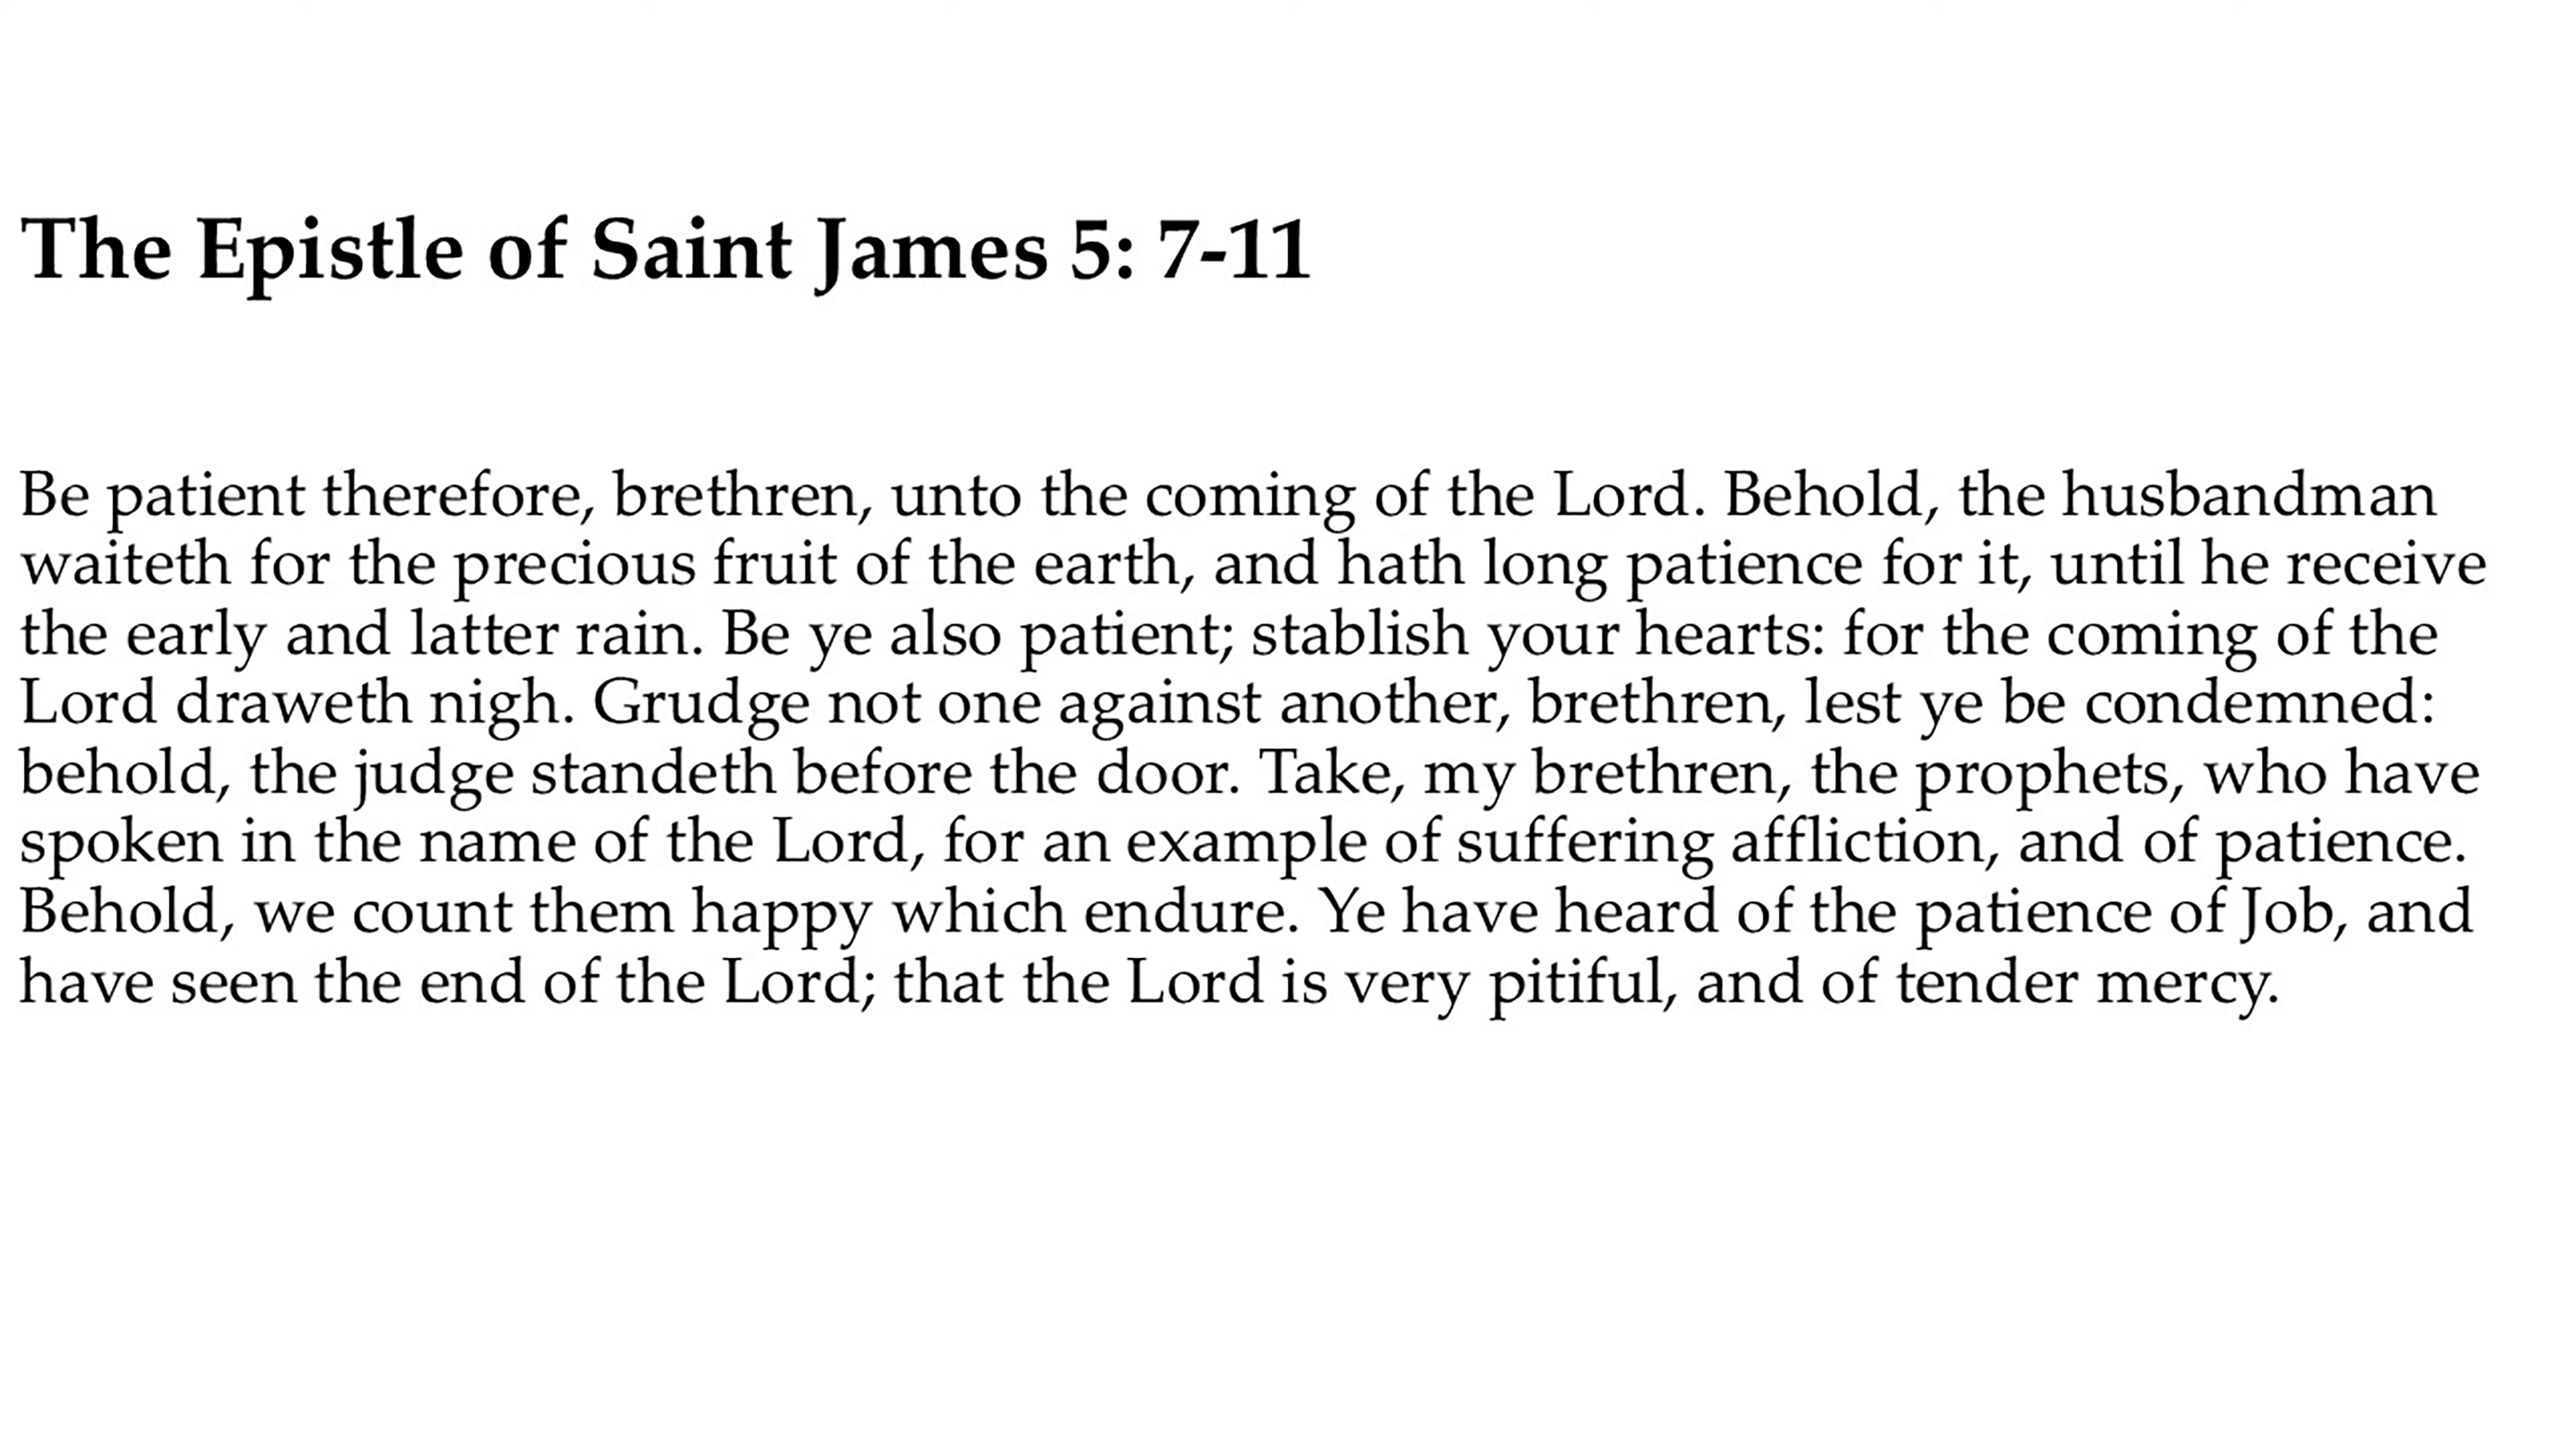 The Epistle of Saint James 5: 7-11
Be patient therefore, brethren, unto the coming of the Lord. Behold, the husbandman
waiteth for the precious fruit of the earth, and hath long patience for it, until he receive
the early and latter rain. Be ye also patient; stablish your hearts: for the coming of the
Lord draweth nigh. Grudge not one against another, brethren, lest ye be condemned:
behold, the judge standeth before the door. Take, my brethren, the prophets, who have
spoken in the name of the Lord, for an example of suffering affliction, and of patience.
Behold, we count them happy which endure. Ye have heard of the patience of Job, and
have seen the end of the Lord; that the Lord is very pitiful, and of tender mercy.